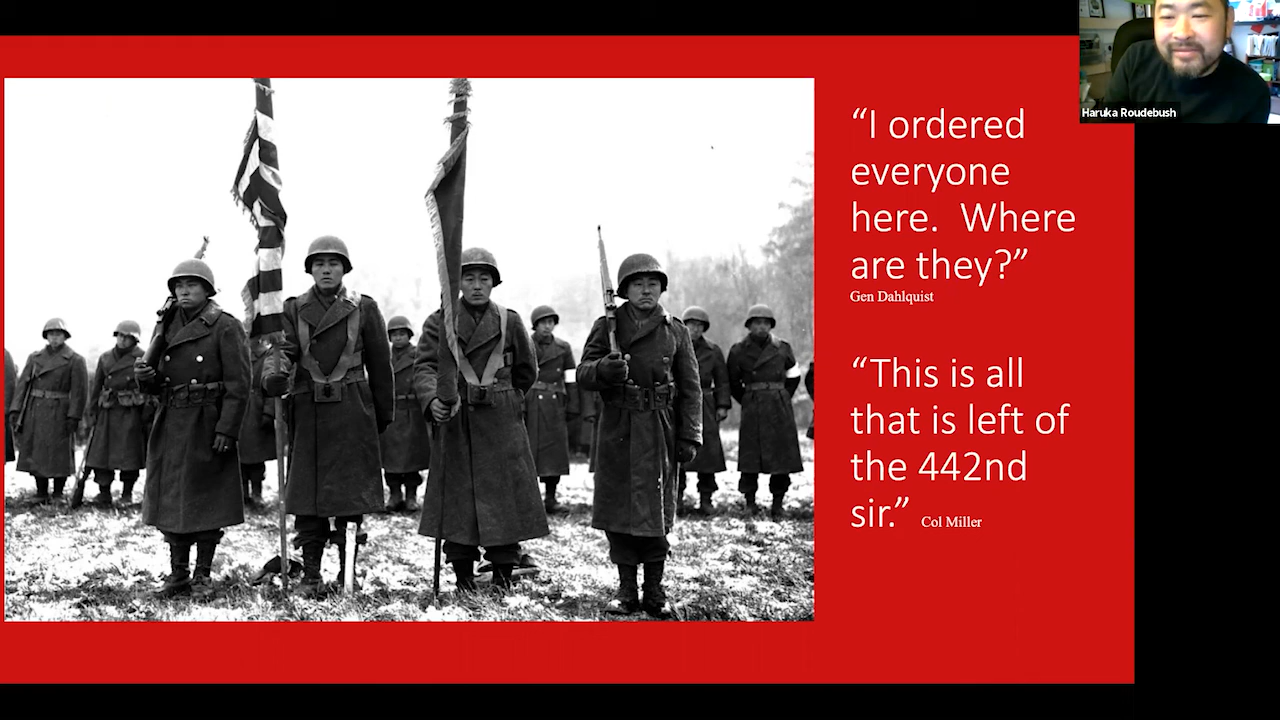 Haruka Roudebush
“I ordered
everyone
here.  Where
are they?”
Gen Dahlquist
“This is all
that is left of
the 442nd
sir.” Col Miller